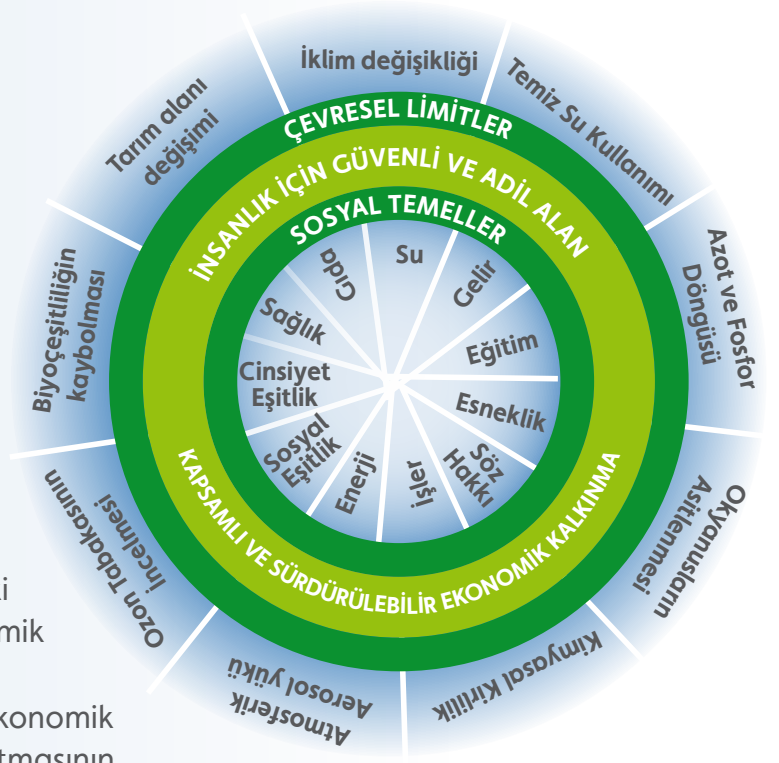 İklim değişikliği
Temiz Su Kullanımı
Azot ve Fosfor
Döngüsü
Okyanusların
Asitlenmesi
Kimyasal Kirlilik
Atmosferik
Aerosol yükü
Ozon Tabakasının
İncelmesi
Biyoçeşitliliğin
kaybolması
Tarım alanı
değişimi
ÇEVRESEL LİMİTLER
İNSANLIK İÇİN GÜVENLİ VE ADİL ALAN
SOSYAL TEMELLER
Su
Gelir
Eğitim
Esneklik
Söz
Hakkı
İşler
Enerji
Sosyal
Eşitlik
Cinsiyet
Eşitlik
Sağlık
Gıda
KAPSAMLI VE SÜRDÜRÜLEBİLİR EKONOMİK KALKINMA